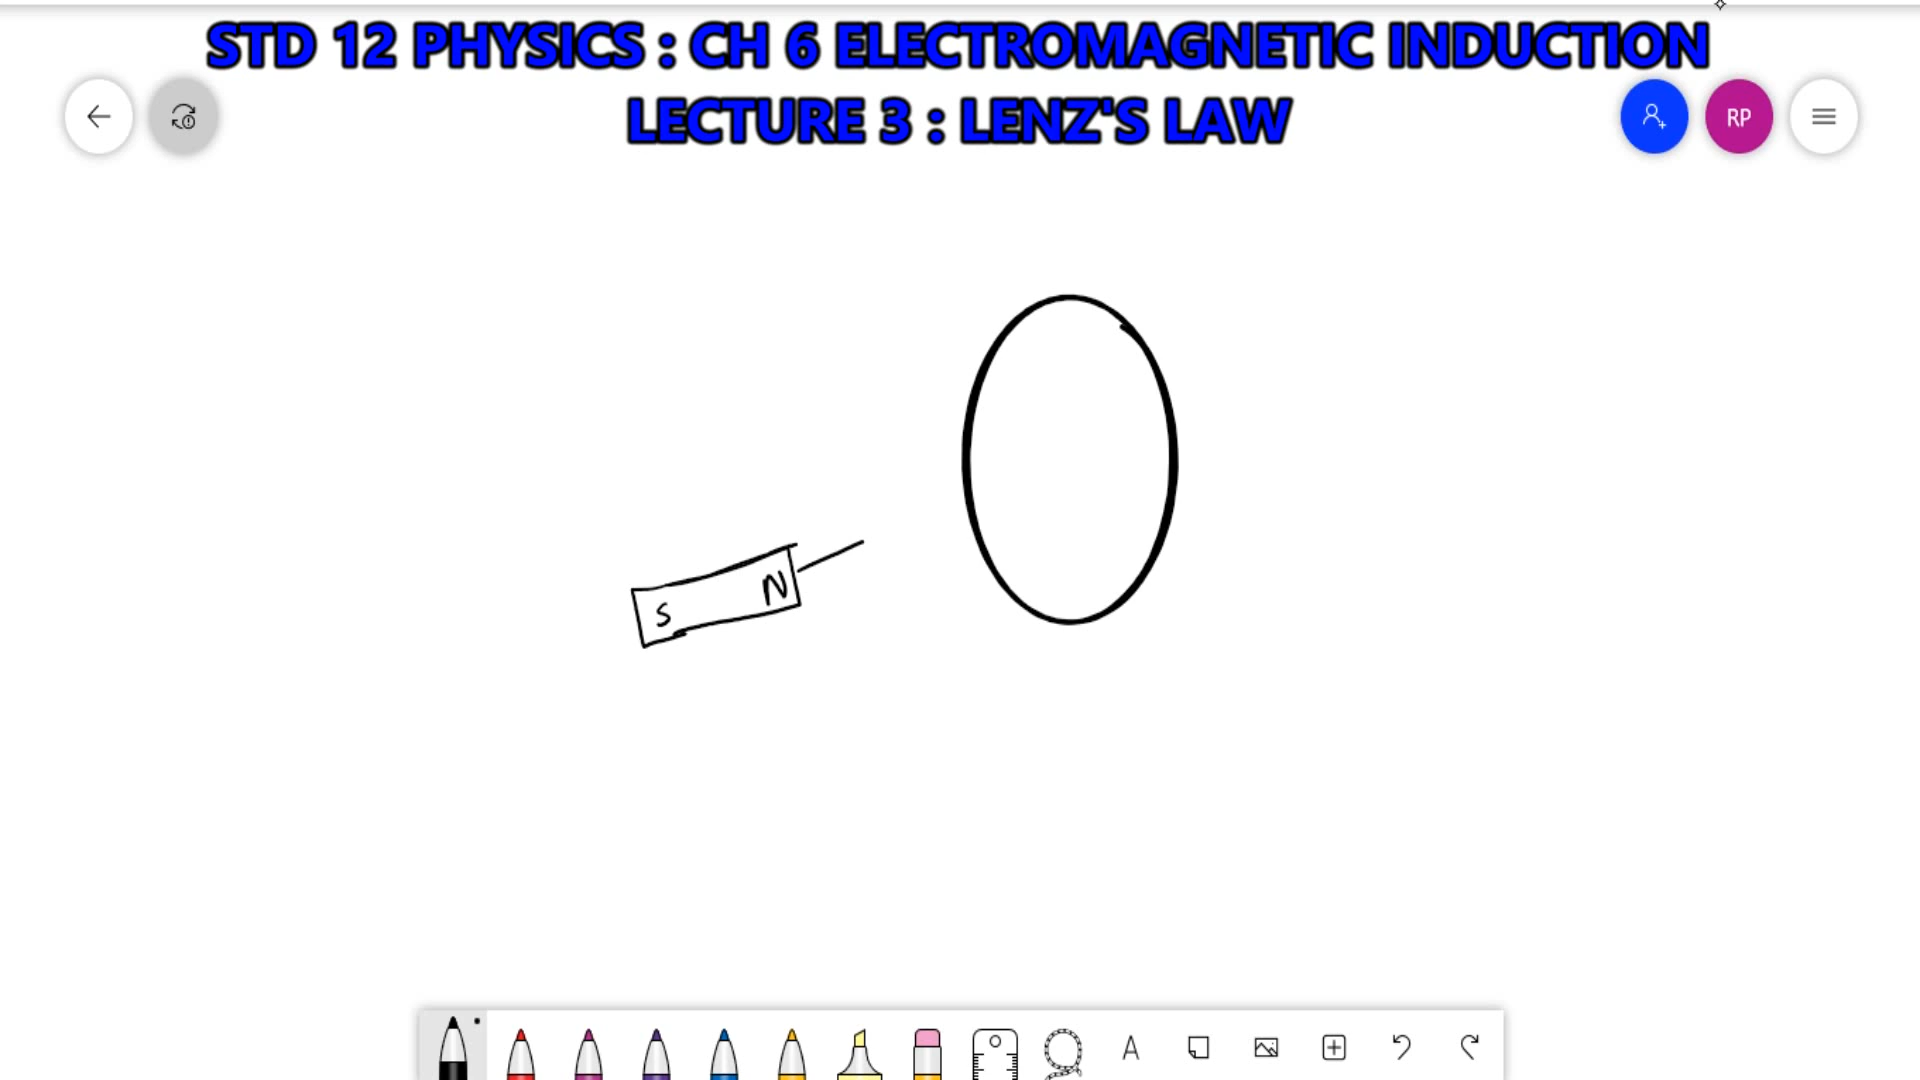 STD 12 PHYSICS : CH 6 ELECTROMAGNETIC INDUCTION
LECTURE 3 : LENZ'S LAW
RP
S N
A